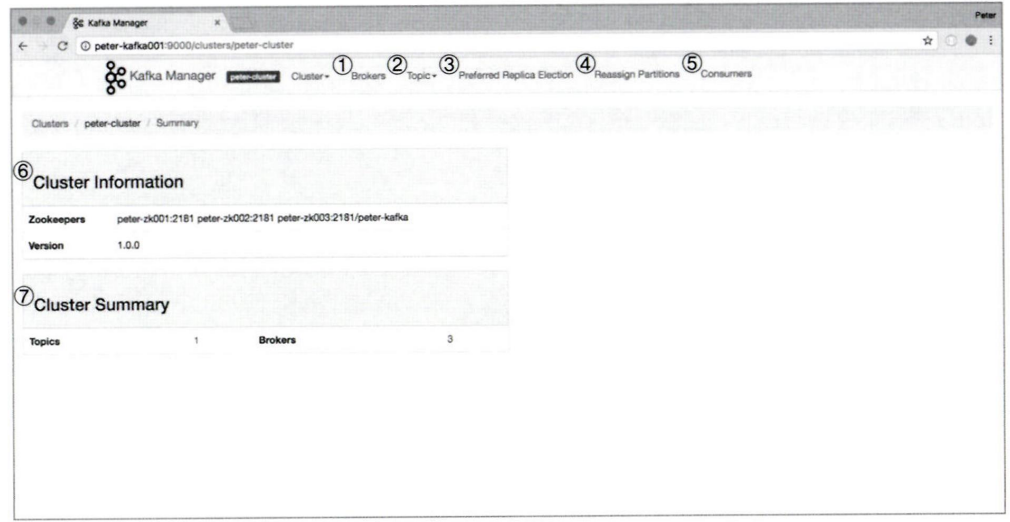 Kafka Manager ×
Peter
peter-kafka001:9000/clusters/peter-cluster
Kafka Manager peter-cluster Cluster ① Brokers ② Topic ③ Preferred Replica Election ④ Reassign Partitions ⑤ Consumers
Clusters / peter-cluster / Summary
⑥ Cluster Information
Zookeepers peter-zk001:2181 peter-zk002:2181 peter-zk003:2181/peter-kafka
Version 1.0.0
⑦ Cluster Summary
Topics 1 Brokers 3